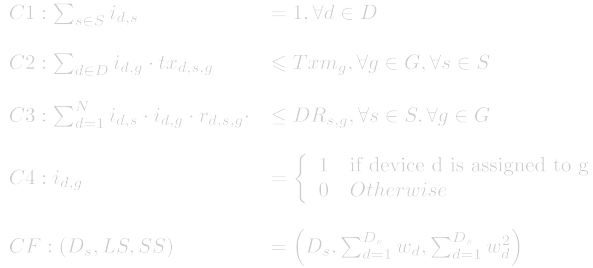 C1 : ∑_{s∈S} i_{d,s} = 1, ∀d ∈ D
C2 : ∑_{d∈D} i_{d,g} · tx_{d,s,g} ⩽ Txm_g, ∀g ∈ G, ∀s ∈ S
C3 : ∑_{d=1}^{N} i_{d,s} · i_{d,g} · r_{d,s,g}· ≤ DR_{s,g}, ∀s ∈ S, ∀g ∈ G
C4 : i_{d,g} = { 1 if device d is assigned to g
0 Otherwise
CF : (D_s, LS, SS) = (D_s, ∑_{d=1}^{D_s} w_d, ∑_{d=1}^{D_s} w_d^2)